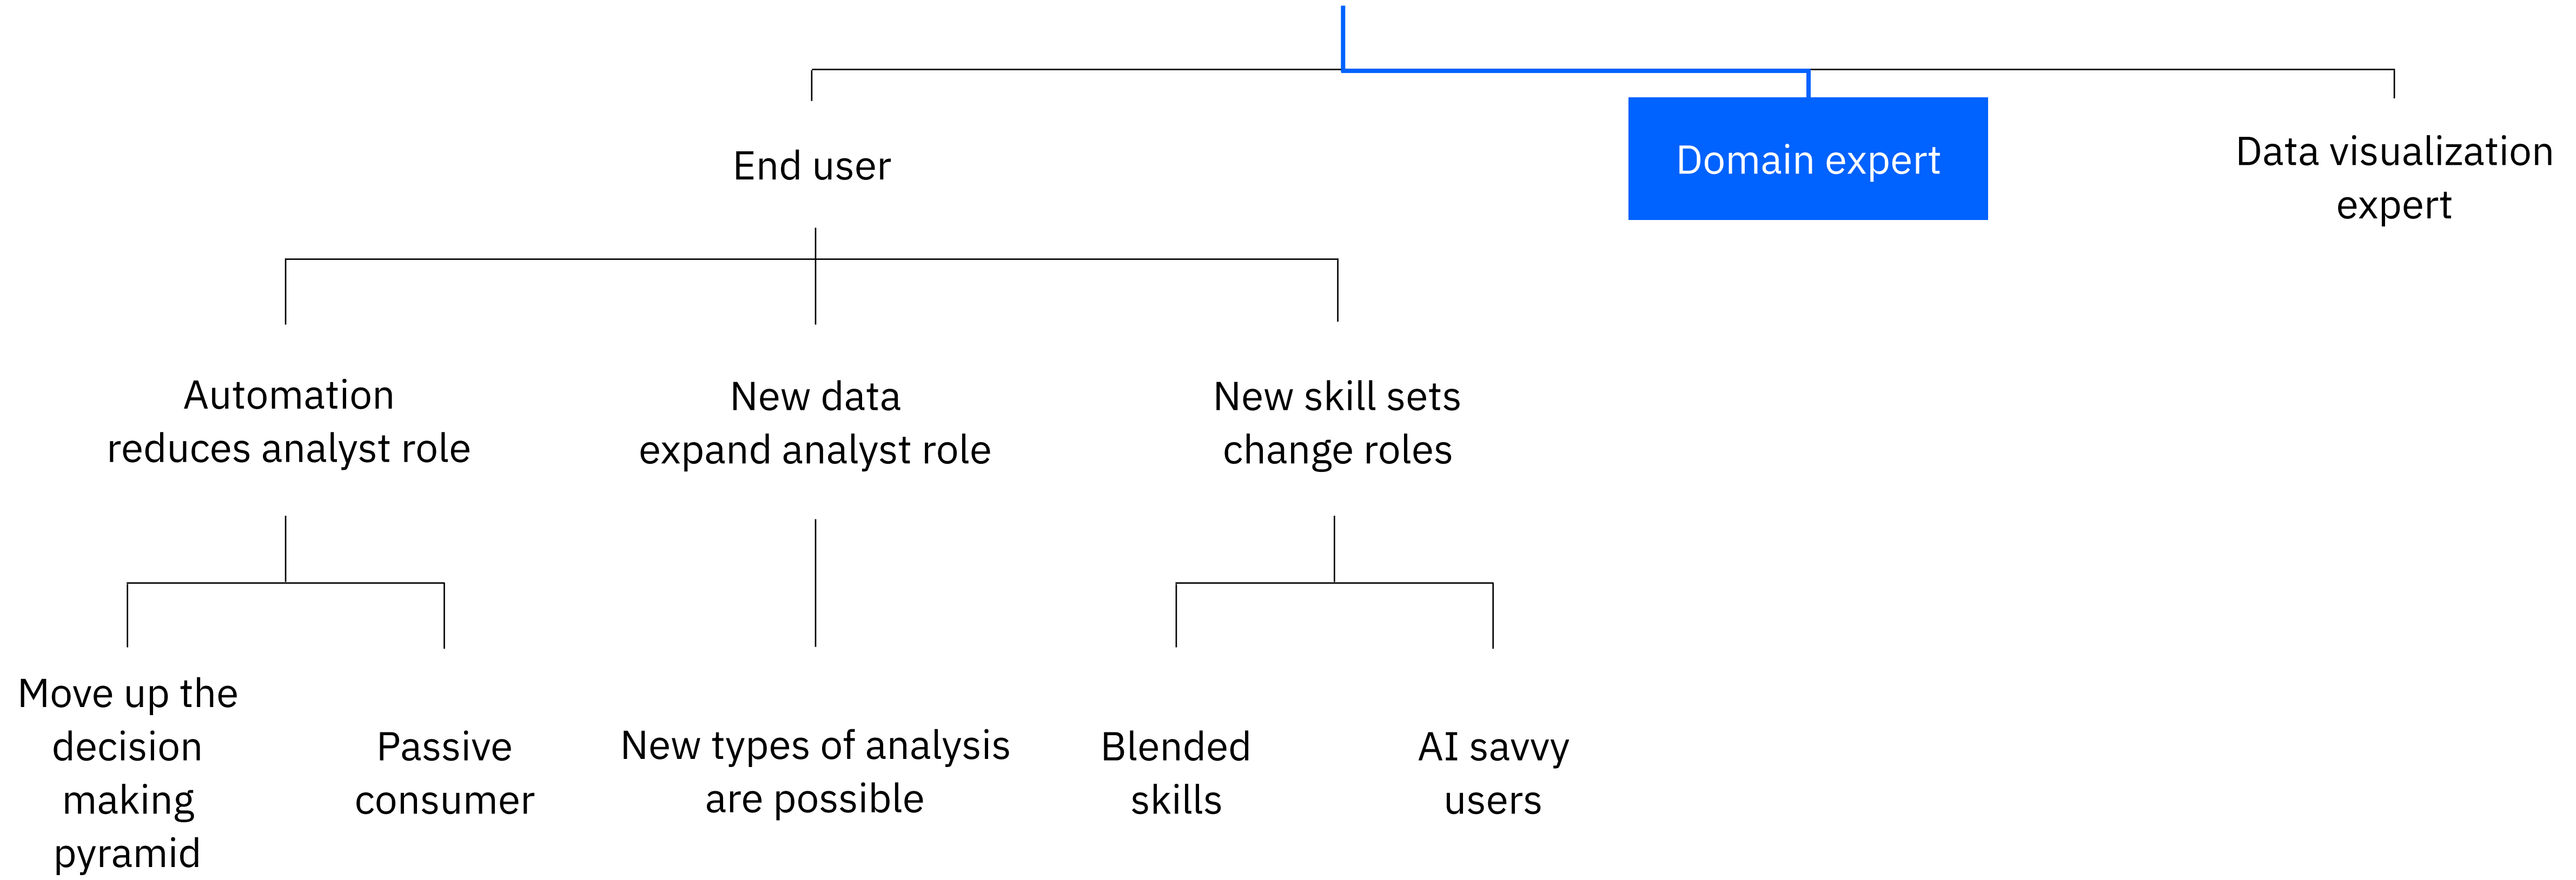 End user
Domain expert
Data visualization
expert
Automation
reduces analyst role
New data
expand analyst role
New skill sets
change roles
Move up the
decision
making
pyramid
Passive
consumer
New types of analysis
are possible
Blended
skills
AI savvy
users